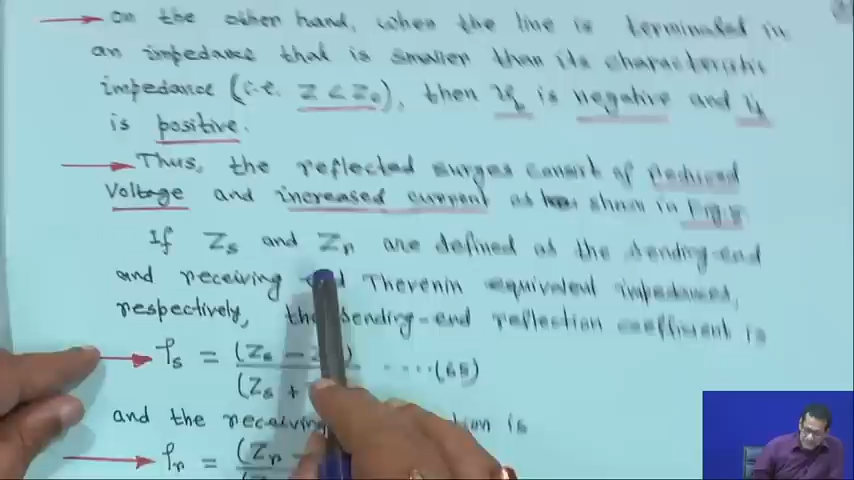 on the other hand, when the line is terminated in
an impedance that is smaller than its characteristic
impedance (i.e. Z < Z₀), then is negative and
is positive.
Thus, the reflected surges consist of reduced
Voltage and increased current as shown in Fig.
If Zs and Zr are defined as the sending-end
and receiving Thevenin equivalent impedances,
respectively, the sending-end reflection coefficient is
ρs = (Zs - ....(65)
(Zs +
and the receiving is
ρr = (Zr -